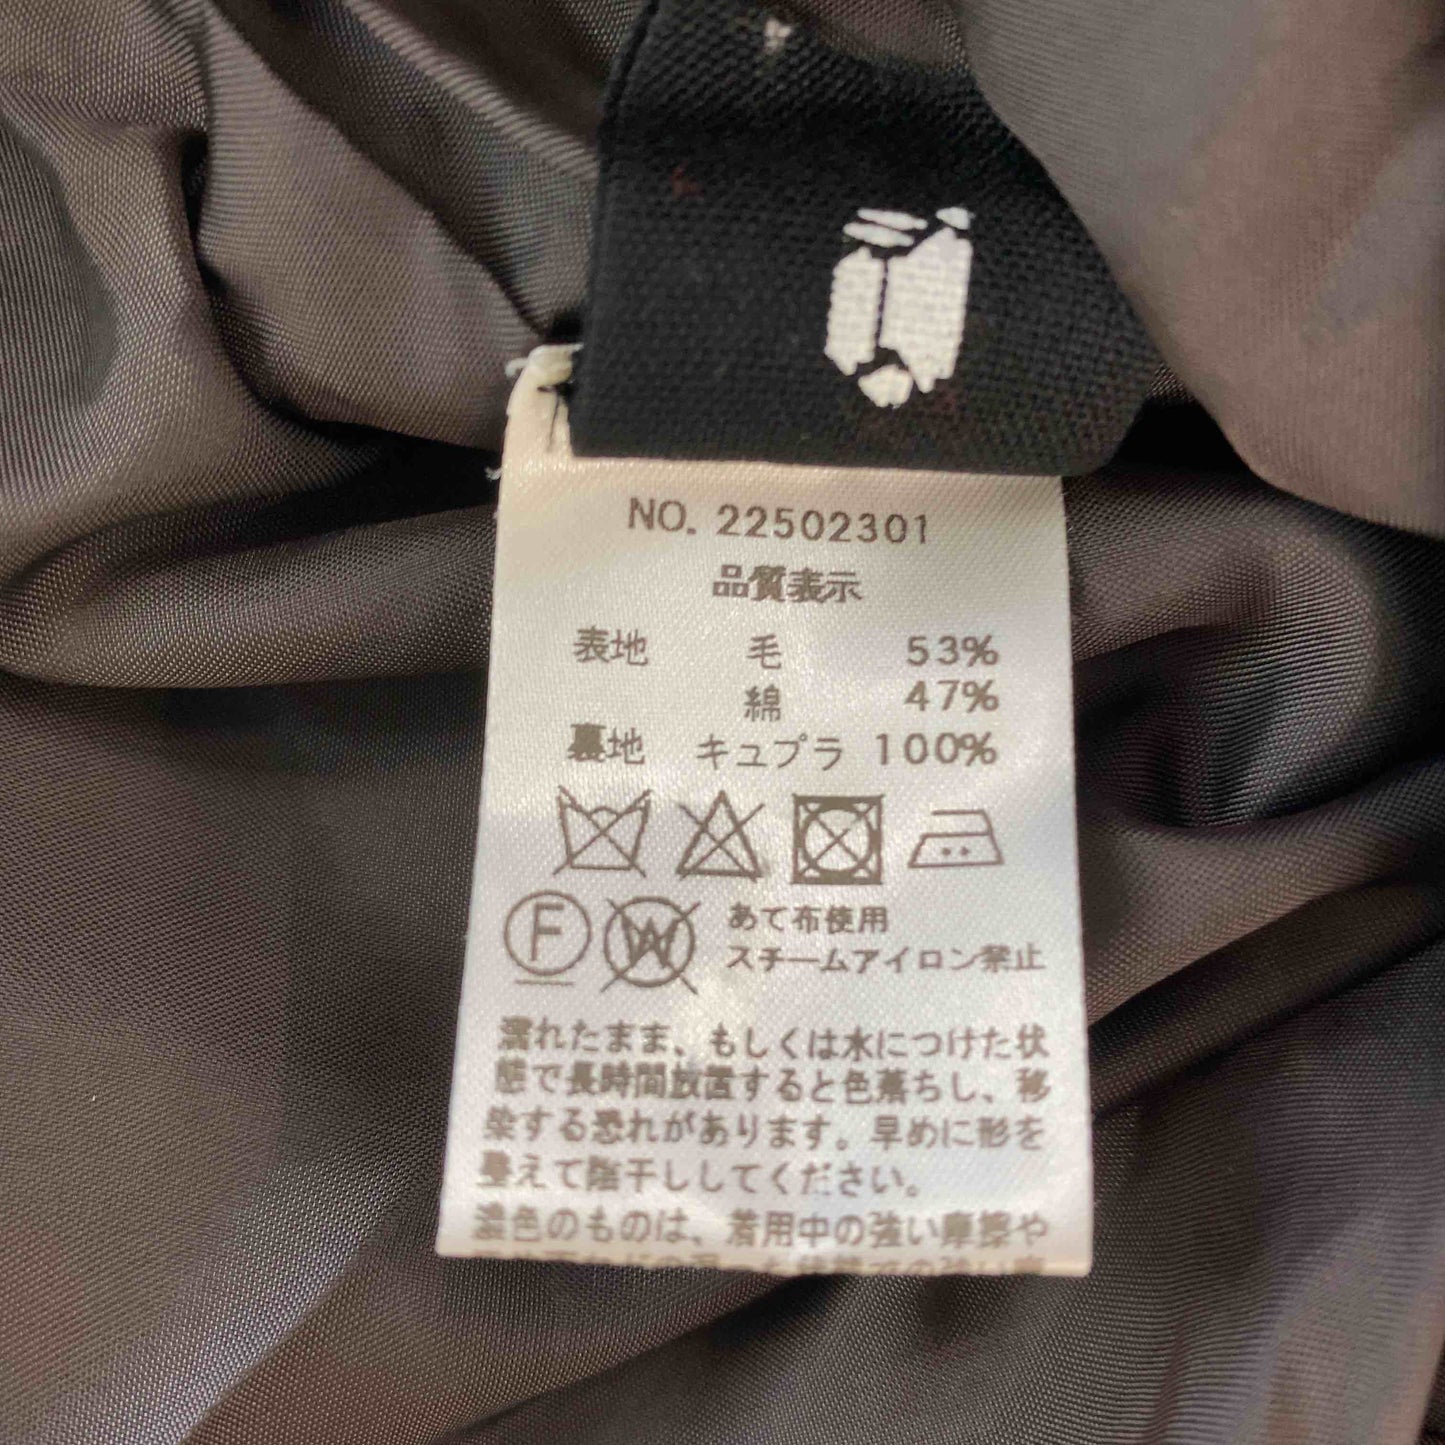 NO. 22502301
品質表示
表地 毛 53%
綿 47%
裏地 キュプラ 100%
F W あて布使用
スチームアイロン禁止
濡れたまま、もしくは水につけた状
態で長時間放置すると色落ちし、移
染する恐れがあります。早めに形を
整えて陰干ししてください。
濃色のものは、着用中の強い摩擦や